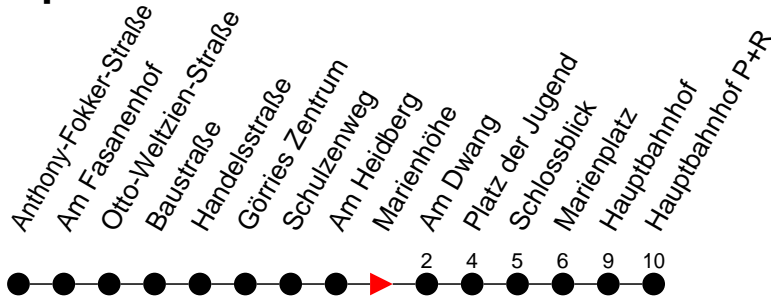 Anthony-Fokker-Straße
Am Fasanenhof
Otto-Weltzien-Straße
Baustraße
Handelsstraße
Görries Zentrum
Schulzenweg
Am Heidberg
Marienhöhe
Am Dwang
Platz der Jugend
Schlossblick
Marienplatz
Hauptbahnhof
Hauptbahnhof P+R
2 4 5 6 9 10